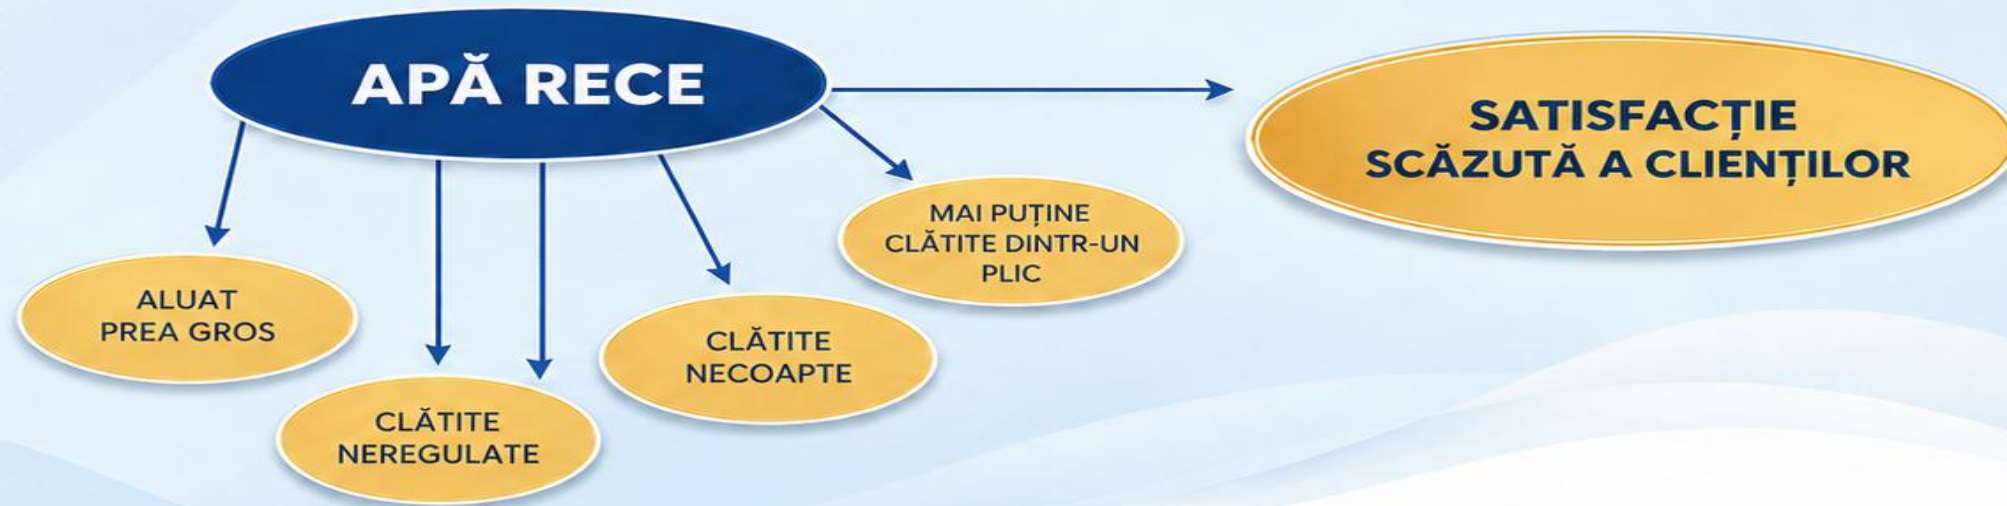 APĂ RECE
SATISFACȚIE
SCĂZUTĂ A CLIENȚILOR
MAI PUȚINE
CLĂTITE DINTR-UN
PLIC
ALUAT
PREA GROS
CLĂTITE
NECOAPTE
CLĂTITE
NEREGULATE